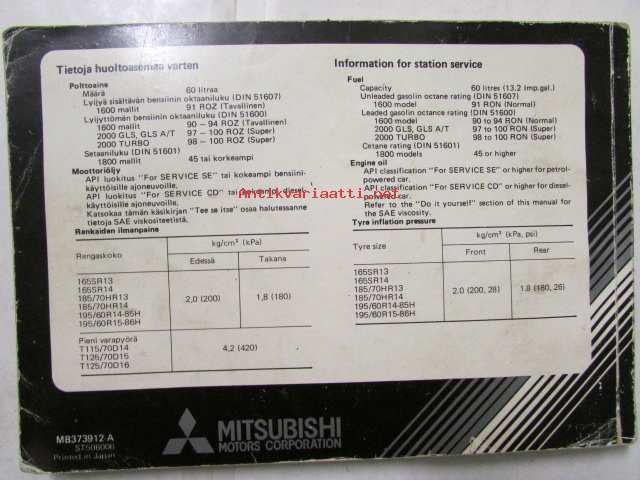 Tietoja huoltoasemaa varten
Polttoaine
Määrä 60 litraa
Lyijyä sisältävän bensiinin oktaaniluku (DIN 51607)
1600 mallit 91 ROZ (Tavallinen)
Lyijyttömän bensiinin oktaaniluku (DIN 51600)
1600 mallit 90 – 94 ROZ (Tavallinen)
2000 GLS, GLS A/T 97 – 100 ROZ (Super)
2000 TURBO 98 – 100 ROZ (Super)
Setaaniluku (DIN 51601)
1800 mallit 45 tai korkeampi
Moottoriöljy
API luokitus "For SERVICE SE" tai korkeampi bensiini-
käyttöisille ajoneuvoille.
API luokitus "For SERVICE CD" tai korkeampi diesel-
käyttöisille ajoneuvoille.
Katsokaa tämän käsikirjan "Tee se itse" osaa halutessanne
tietoja SAE viskositeetistä.
Renkaiden ilmanpaine
Rengaskoko kg/cm² (kPa)
Edessä Takana
165SR13
165SR14
185/70HR13
185/70HR14
195/60R14-85H
195/60R15-86H
2,0 (200) 1,8 (180)
Pieni varapyörä
T115/70D14
T125/70D15
T125/70D16
4,2 (420)
Information for station service
Fuel
Capacity 60 litres (13.2 Imp.gal.)
Unleaded gasolin octane rating (DIN 51607)
1600 model 91 RON (Normal)
Leaded gasolin octane rating (DIN 51600)
1600 model 90 to 94 RON (Normal)
2000 GLS, GLS A/T 97 to 100 RON (Super)
2000 TURBO 98 to 100 RON (Super)
Cetane rating (DIN 51601)
1800 models 45 or higher
Engine oil
API classification "For SERVICE SE" or higher for petrol-
powered car.
API classification "For SERVICE CD" or higher for diesel-
powered car.
Refer to the "Do it yourself!" section of this manual for
the SAE viscosity.
Tyre inflation pressure
Tyre size kg/cm² (kPa, psi)
Front Rear
165SR13
165SR14
185/70HR13
185/70HR14
195/60R14-85H
195/60R15-86H
2.0 (200, 28) 1.8 (180, 26)
Antikvariaatti.net
MB373912-A
ST506006
Printed in Japan
MITSUBISHI
MOTORS CORPORATION